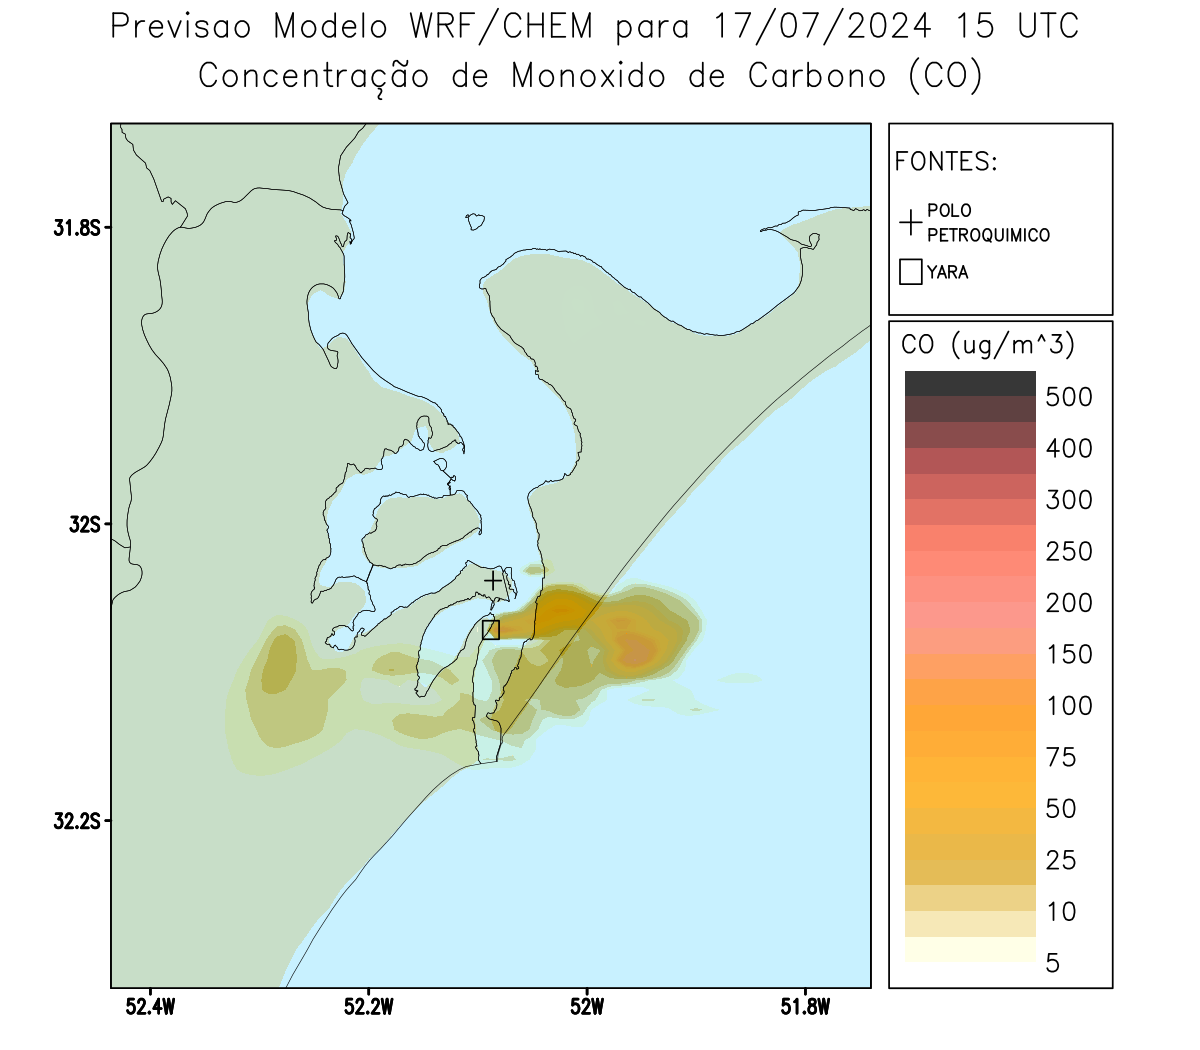 Previsao Modelo WRF/CHEM para 17/07/2024 15 UTC
Concentração de Monoxido de Carbono (CO)
FONTES:
POLO
PETROQUIMICO
YARA
31.8S
32S
32.2S
52.4W
52.2W
52W
51.8W
CO (ug/m^3)
500
400
300
250
200
150
100
75
50
25
10
5